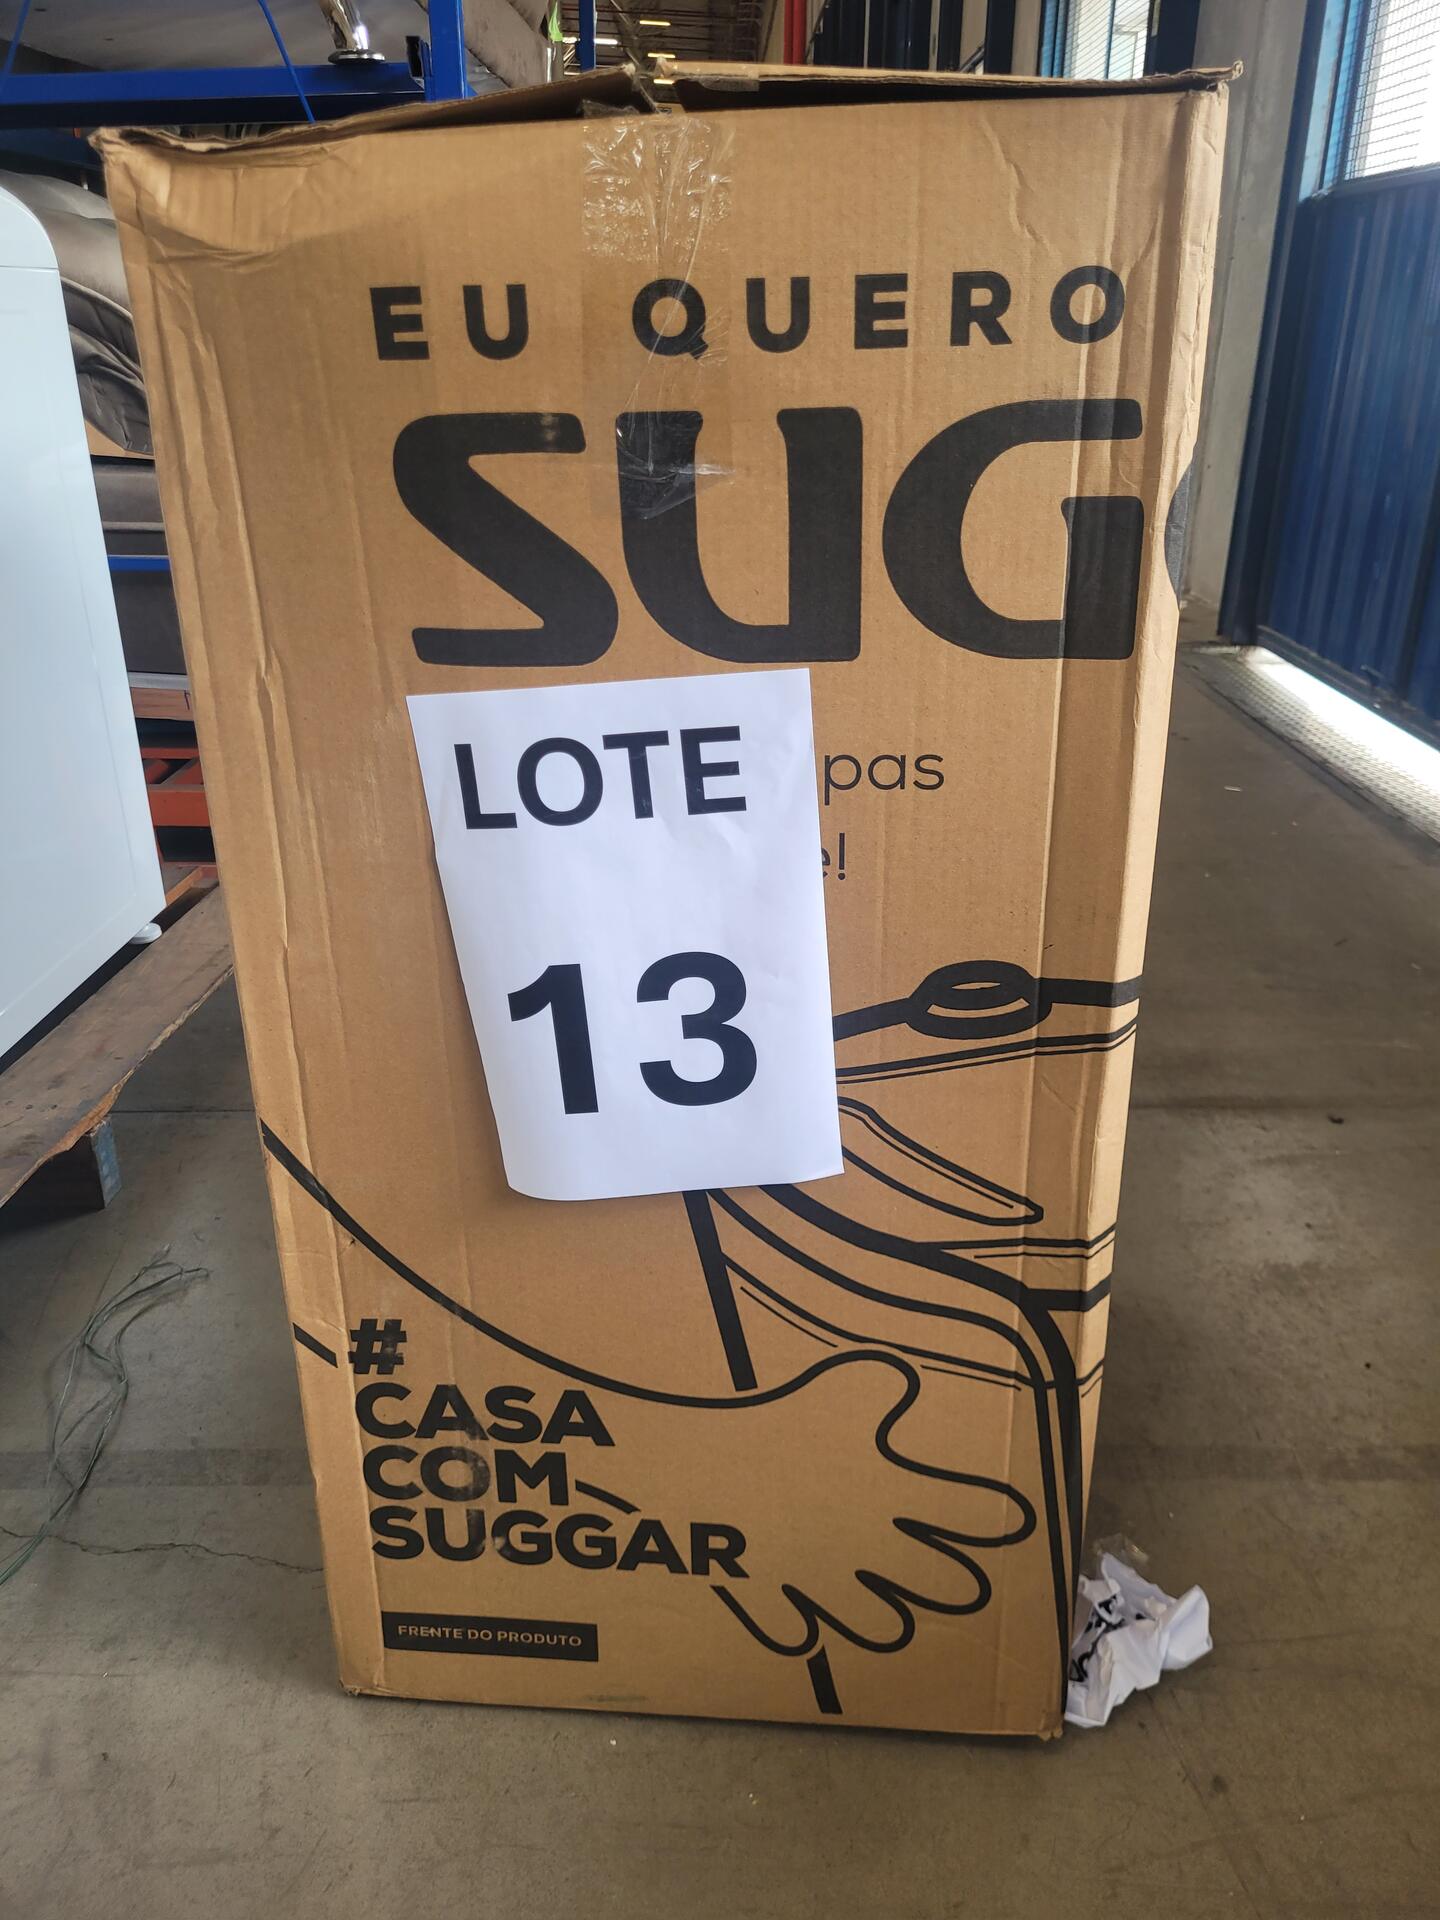 EU QUERO
SUG
LOTE
pas
e!
13
#
CASA
COM
SUGGAR
FRENTE DO PRODUTO